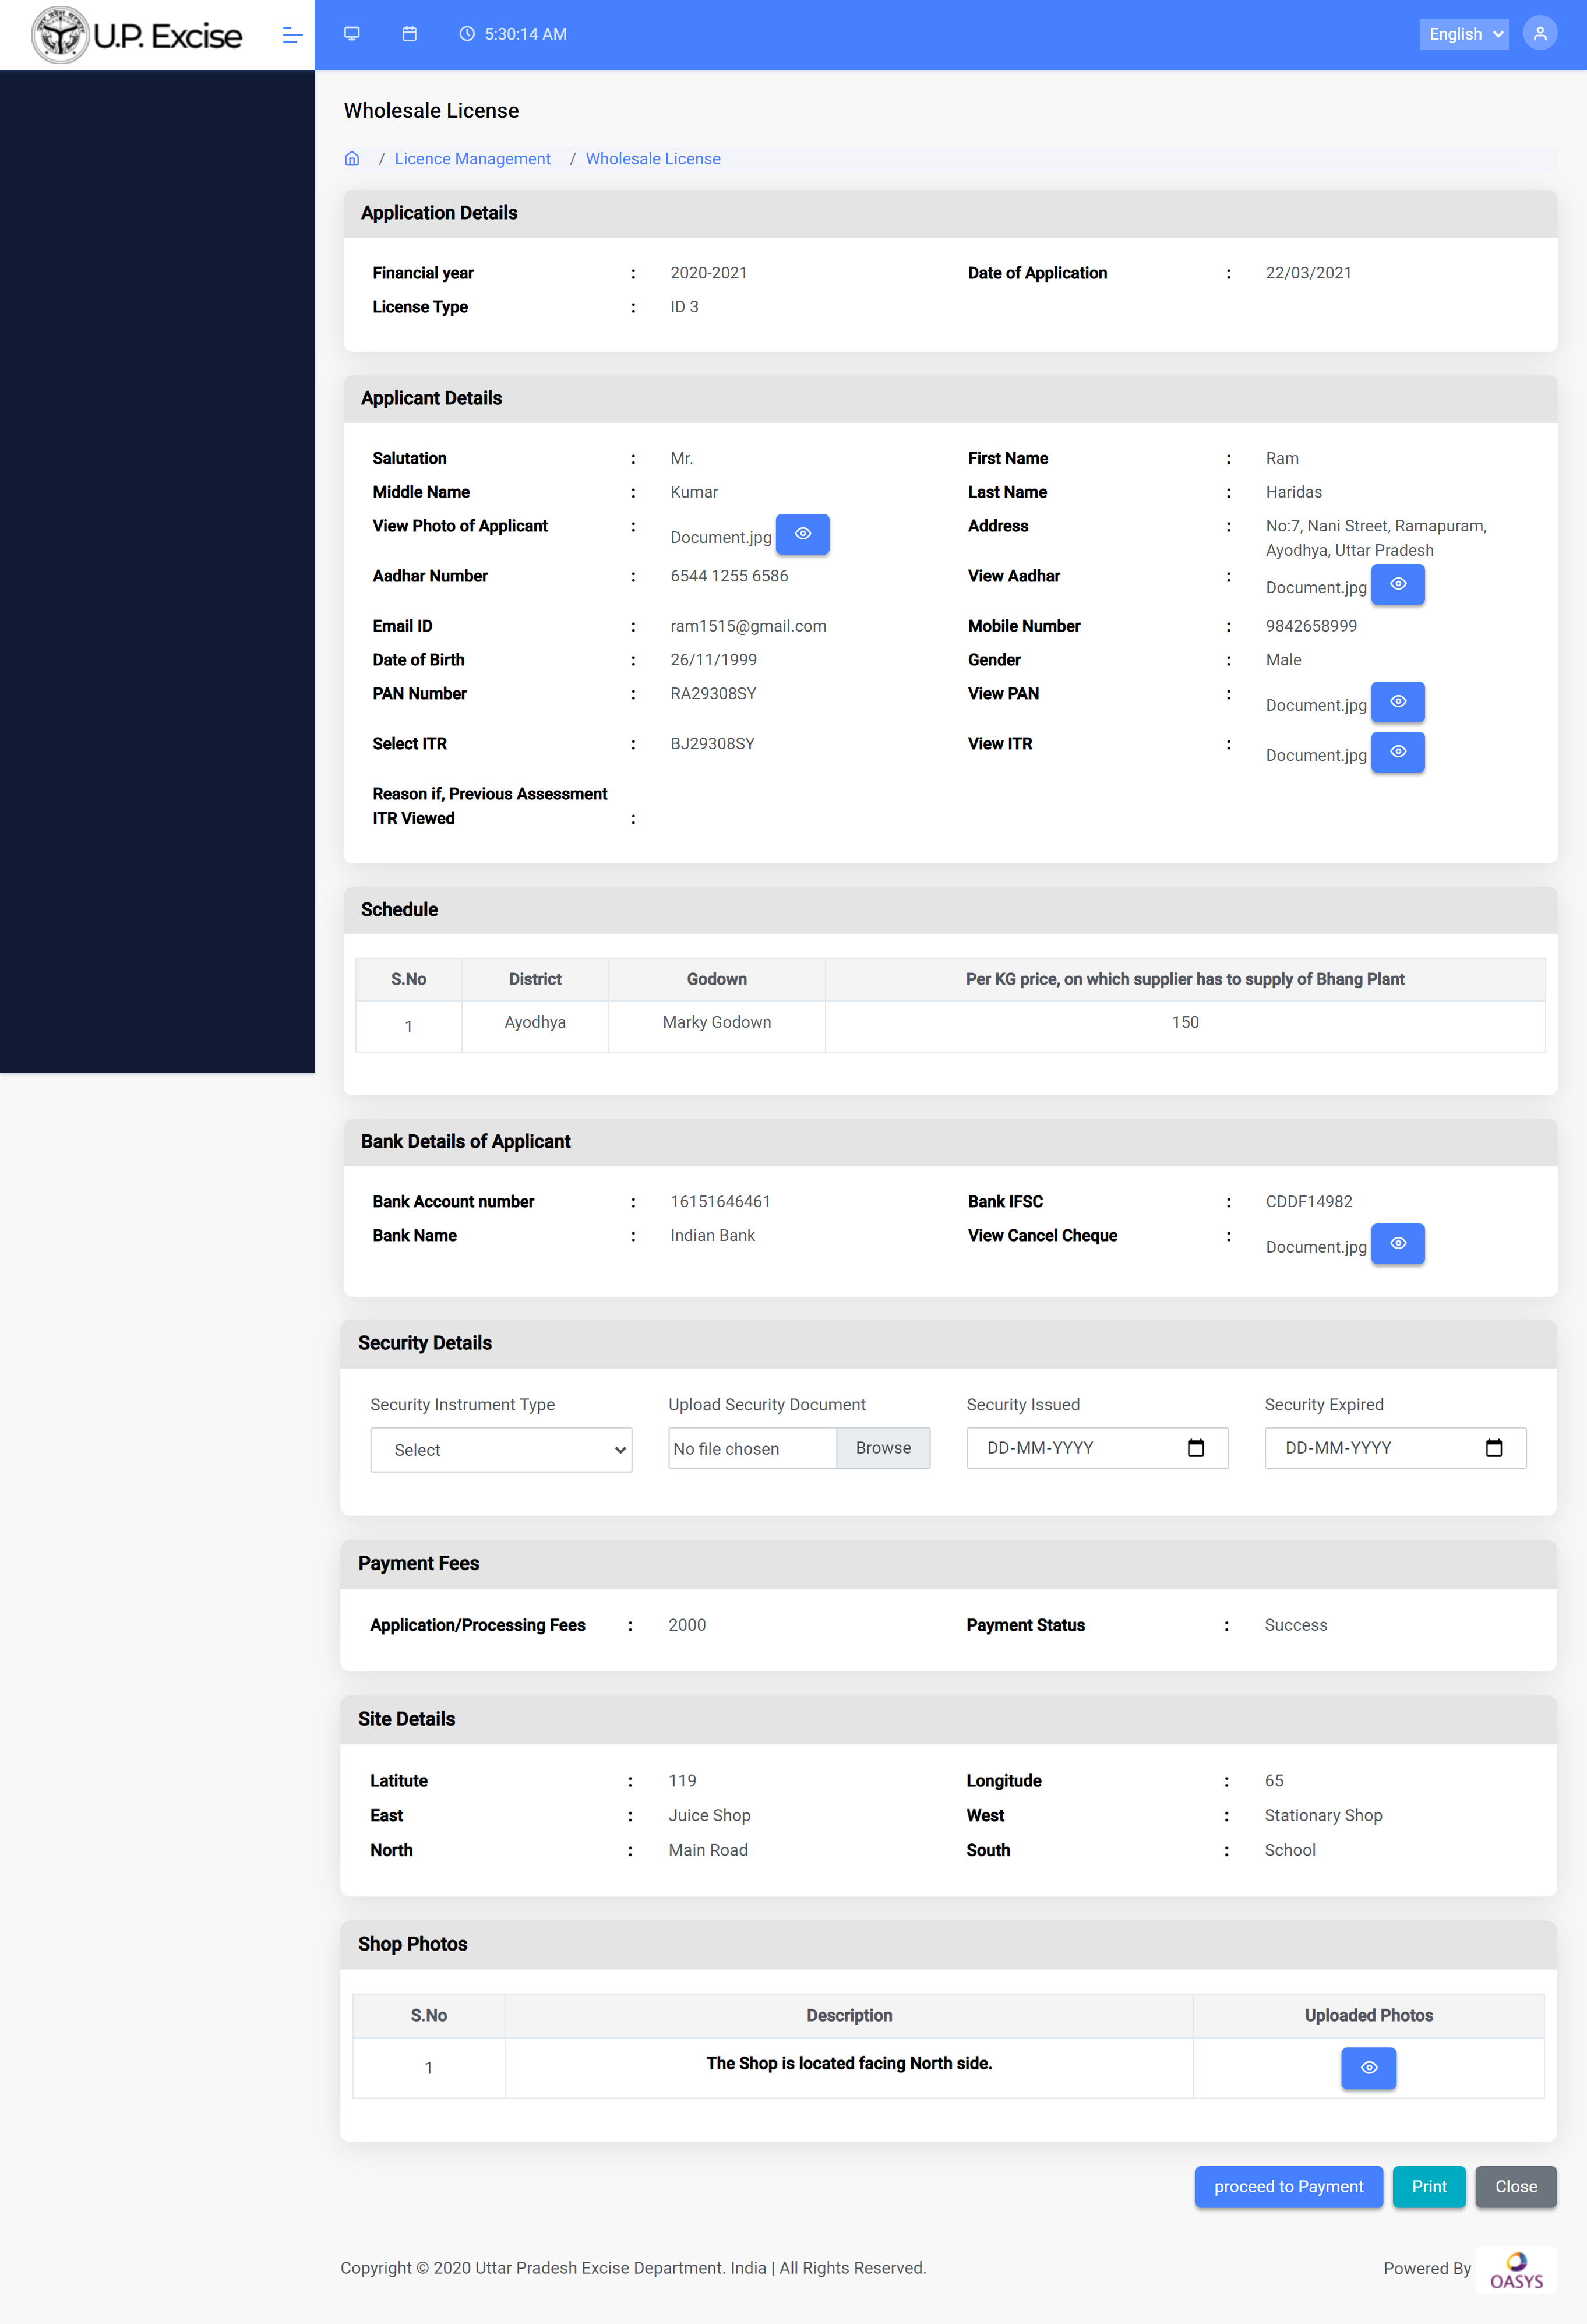 U.P. Excise
5:30:14 AM
English
Wholesale License
/ Licence Management / Wholesale License
Application Details
Financial year : 2020-2021 Date of Application : 22/03/2021
License Type : ID 3
Applicant Details
Salutation : Mr. First Name : Ram
Middle Name : Kumar Last Name : Haridas
View Photo of Applicant : Document.jpg Address : No:7, Nani Street, Ramapuram,
Ayodhya, Uttar Pradesh
Aadhar Number : 6544 1255 6586 View Aadhar : Document.jpg
Email ID : ram1515@gmail.com Mobile Number : 9842658999
Date of Birth : 26/11/1999 Gender : Male
PAN Number : RA29308SY View PAN : Document.jpg
Select ITR : BJ29308SY View ITR : Document.jpg
Reason if, Previous Assessment
ITR Viewed :
Schedule
S.No District Godown Per KG price, on which supplier has to supply of Bhang Plant
1 Ayodhya Marky Godown 150
Bank Details of Applicant
Bank Account number : 16151646461 Bank IFSC : CDDF14982
Bank Name : Indian Bank View Cancel Cheque : Document.jpg
Security Details
Security Instrument Type Upload Security Document Security Issued Security Expired
Select No file chosen Browse DD-MM-YYYY DD-MM-YYYY
Payment Fees
Application/Processing Fees : 2000 Payment Status : Success
Site Details
Latitute : 119 Longitude : 65
East : Juice Shop West : Stationary Shop
North : Main Road South : School
Shop Photos
S.No Description Uploaded Photos
1 The Shop is located facing North side.
proceed to Payment Print Close
Copyright © 2020 Uttar Pradesh Excise Department. India | All Rights Reserved. Powered By OASYS